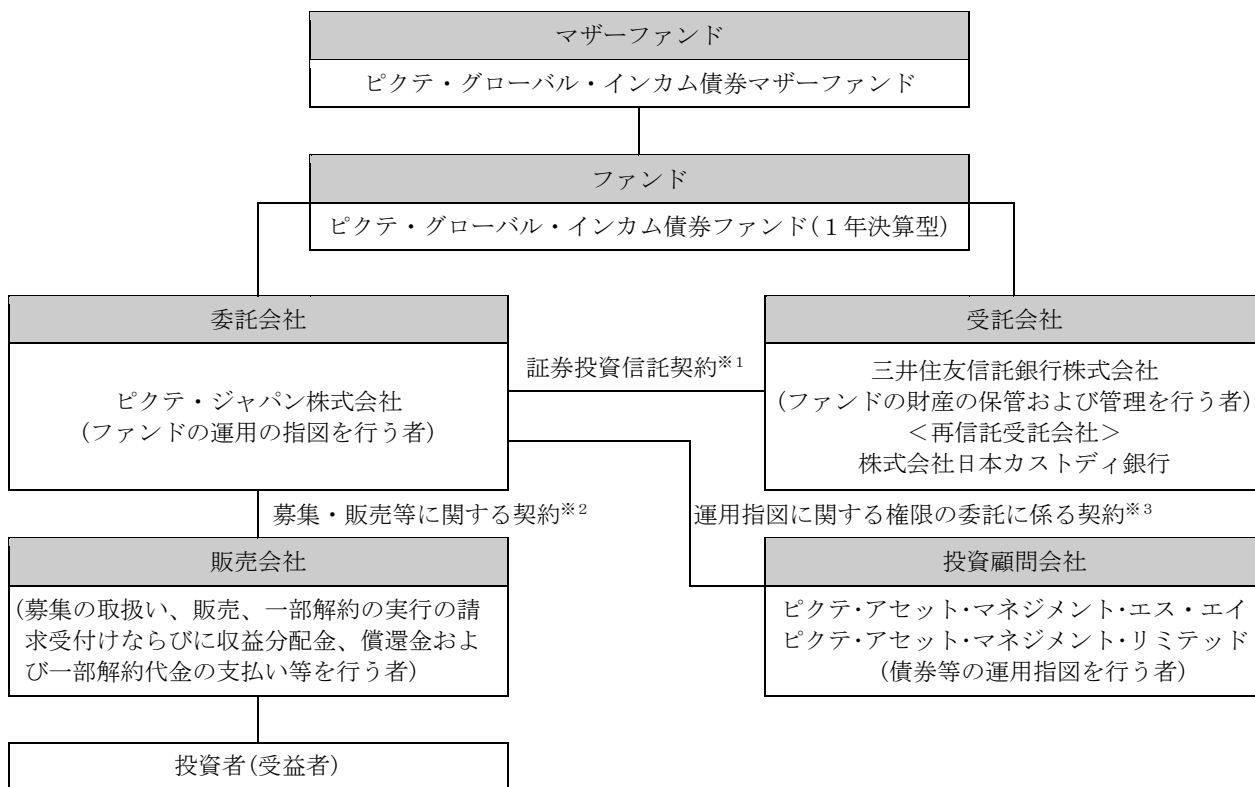 マザーファンド
ピクテ・グローバル・インカム債券マザーファンド
ファンド
ピクテ・グローバル・インカム債券ファンド(１年決算型)
委託会社
ピクテ・ジャパン株式会社
(ファンドの運用の指図を行う者)
証券投資信託契約※1
受託会社
三井住友信託銀行株式会社
(ファンドの財産の保管および管理を行う者)
＜再信託受託会社＞
株式会社日本カストディ銀行
募集・販売等に関する契約※2
運用指図に関する権限の委託に係る契約※3
販売会社
(募集の取扱い、販売、一部解約の実行の請
求受付けならびに収益分配金、償還金およ
び一部解約代金の支払い等を行う者)
投資顧問会社
ピクテ・アセット・マネジメント・エス・エイ
ピクテ・アセット・マネジメント・リミテッド
(債券等の運用指図を行う者)
投資者(受益者)